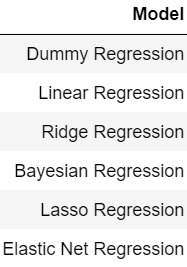 Model
Dummy Regression
Linear Regression
Ridge Regression
Bayesian Regression
Lasso Regression
Elastic Net Regression